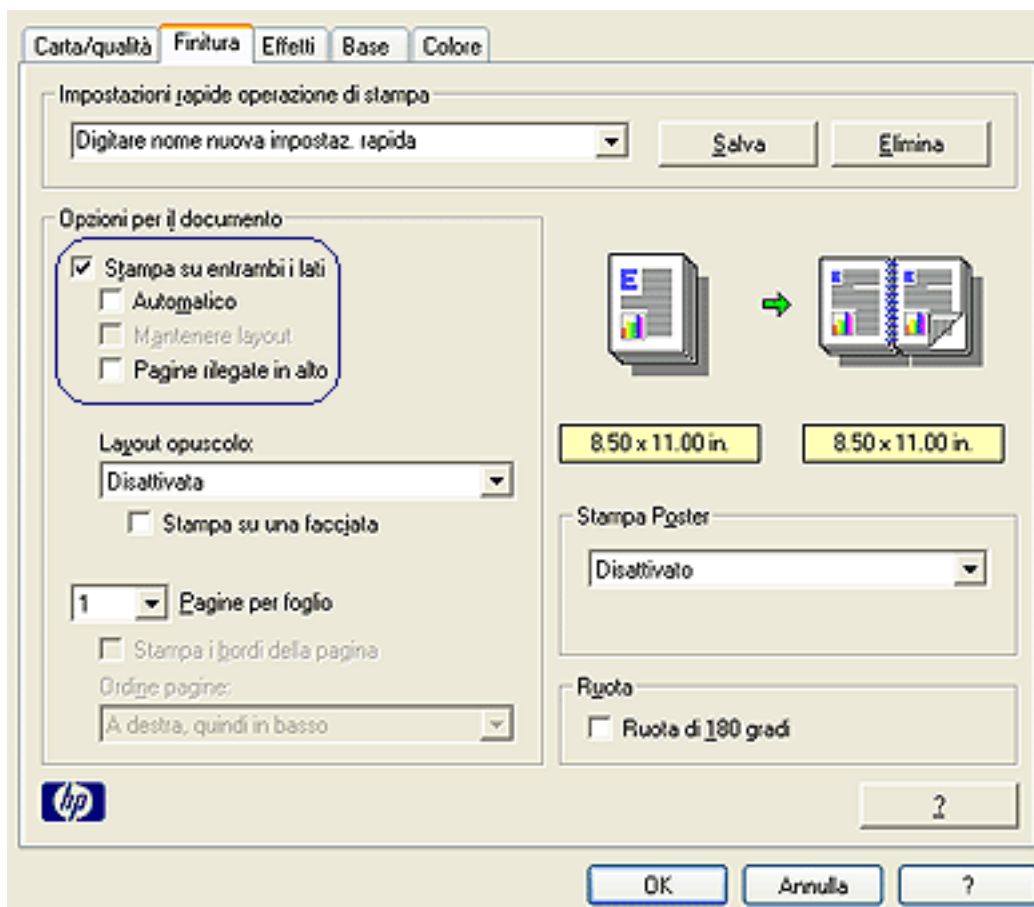 Carta/qualità Finitura Effetti Base Colore
Impostazioni rapide operazione di stampa
Digitare nome nuova impostaz. rapida Salva Elimina
Opzioni per il documento
Stampa su entrambi i lati
Automatico
Mantenere layout
Pagine rilegate in alto
Layout opuscolo:
Disattivata
Stampa su una facciata
1 Pagine per foglio
Stampa i bordi della pagina
Ordine pagine:
A destra, quindi in basso
E E E
8.50 x 11.00 in. 8.50 x 11.00 in.
Stampa Poster
Disattivato
Ruota
Ruota di 180 gradi
hp ?
OK Annulla ?